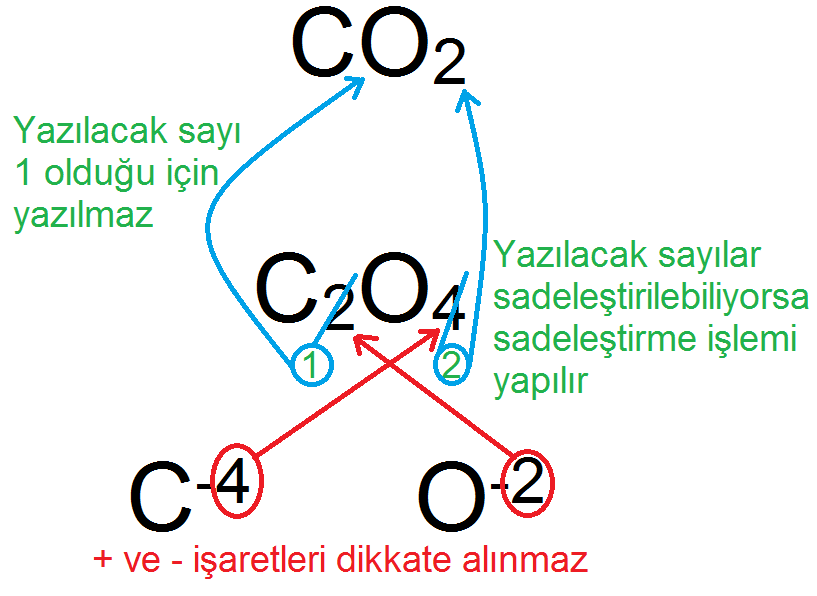 CO₂
Yazılacak sayı
1 olduğu için
yazılmaz
C₂O₄
1
2
Yazılacak sayılar
sadeleştirilebiliyorsa
sadeleştirme işlemi
yapılır
C⁻⁴
O⁻²
+ ve - işaretleri dikkate alınmaz